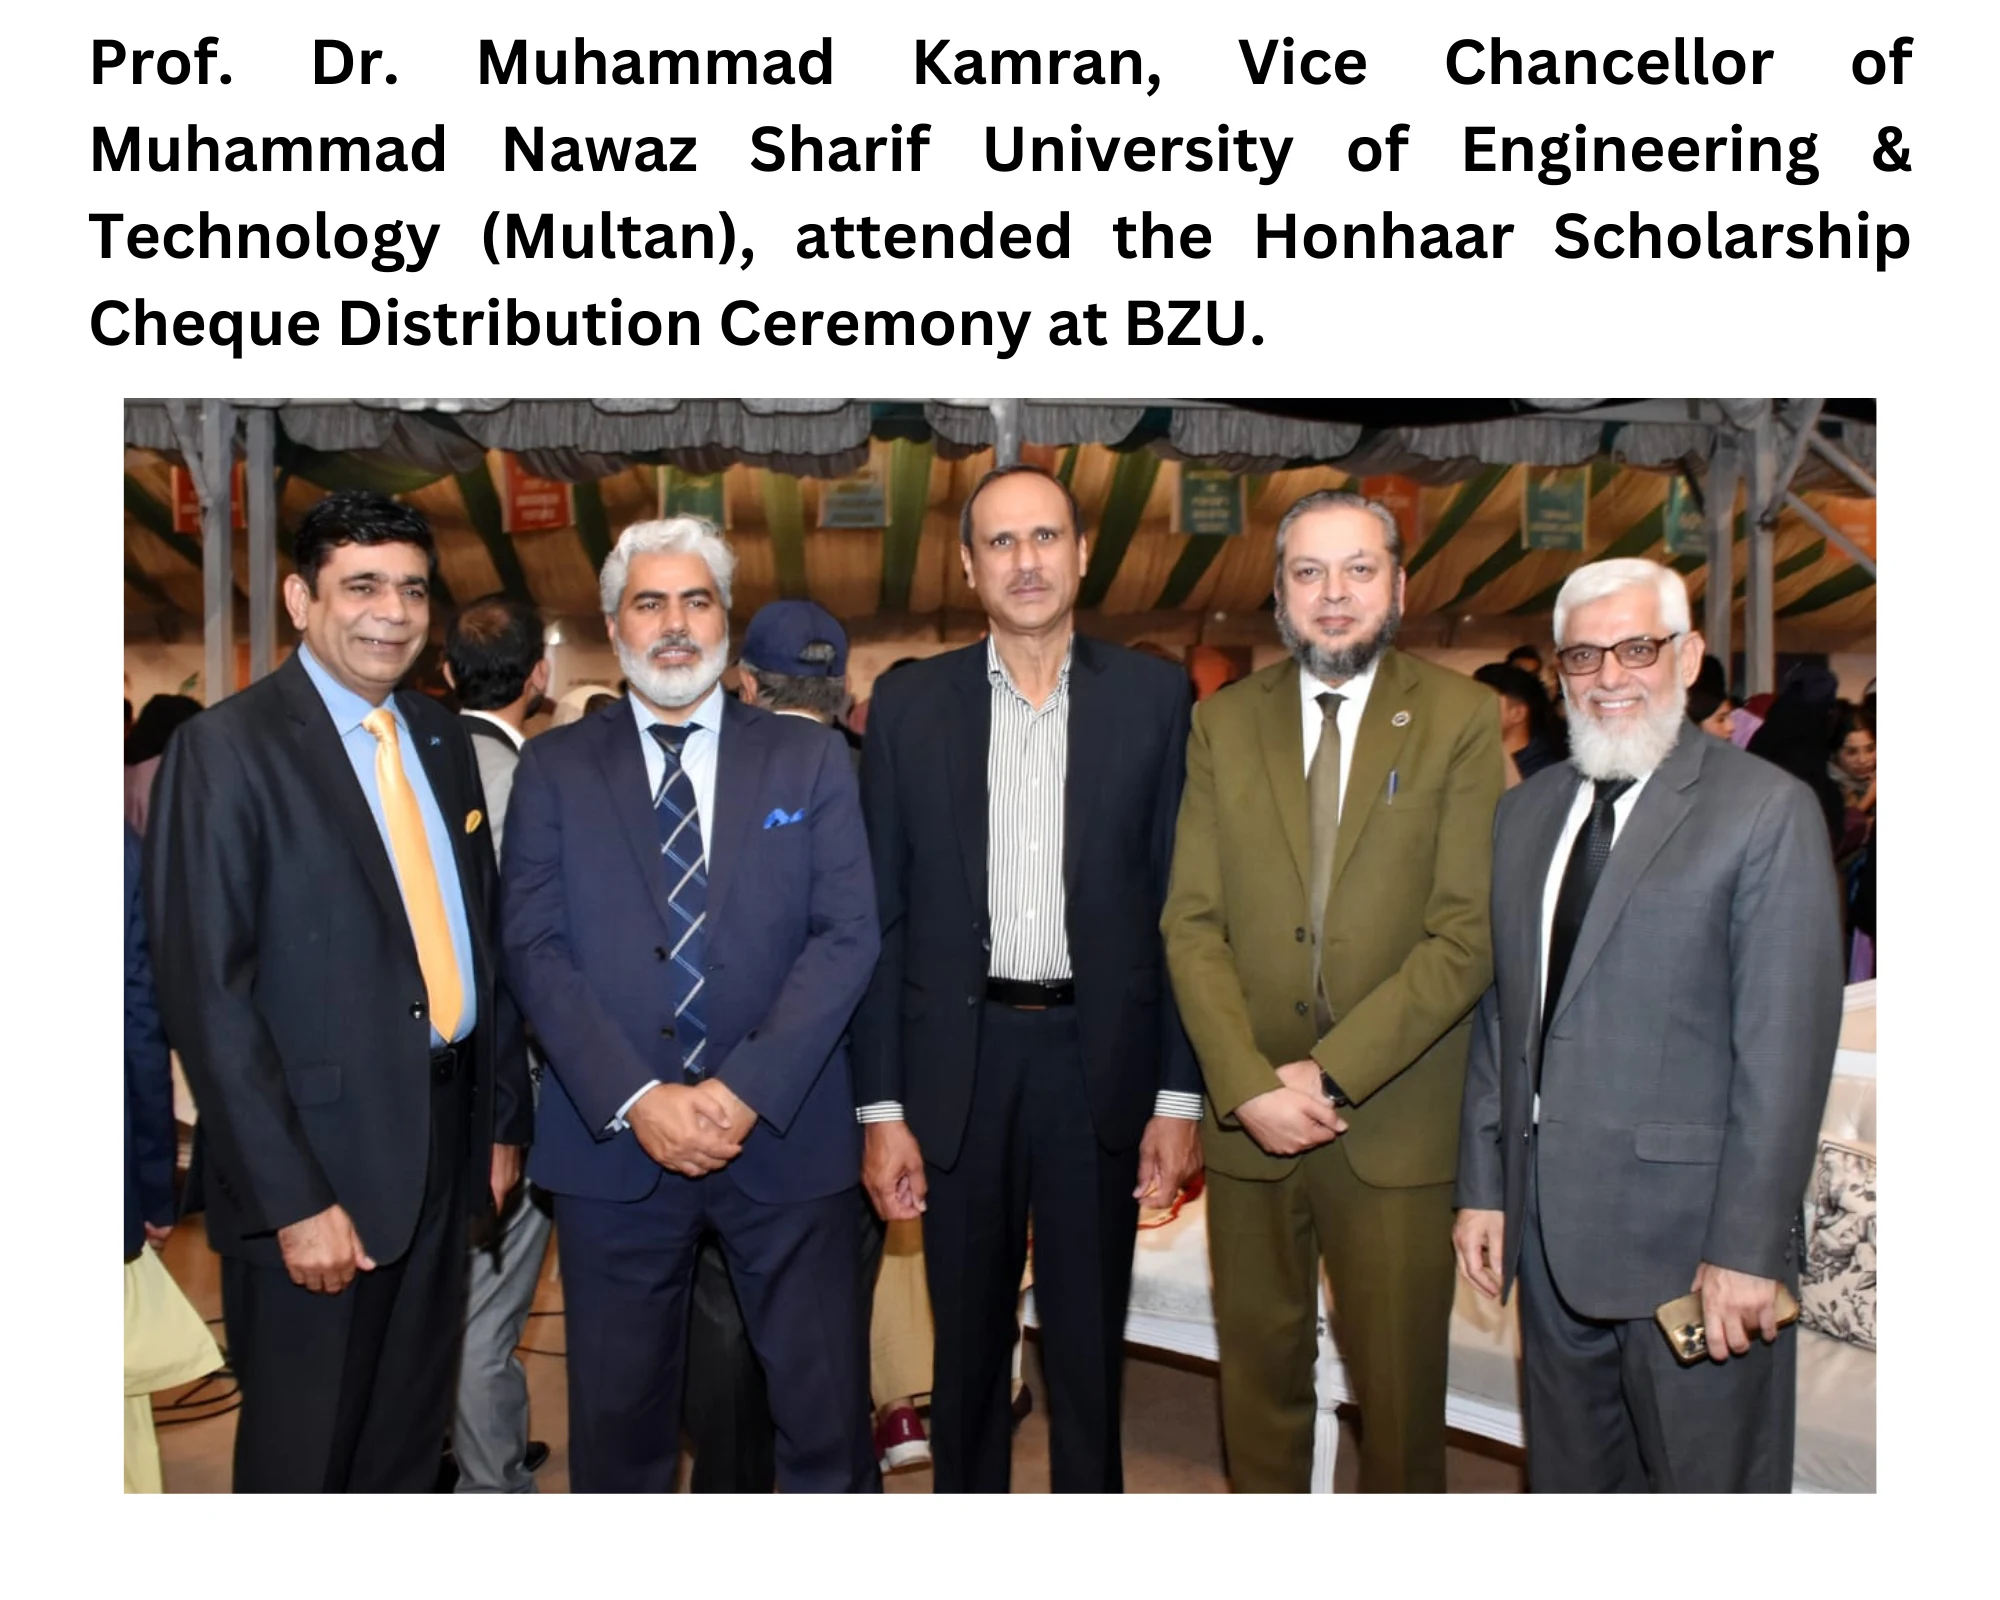 Prof. Dr. Muhammad Kamran, Vice Chancellor of
Muhammad Nawaz Sharif University of Engineering &
Technology (Multan), attended the Honhaar Scholarship
Cheque Distribution Ceremony at BZU.